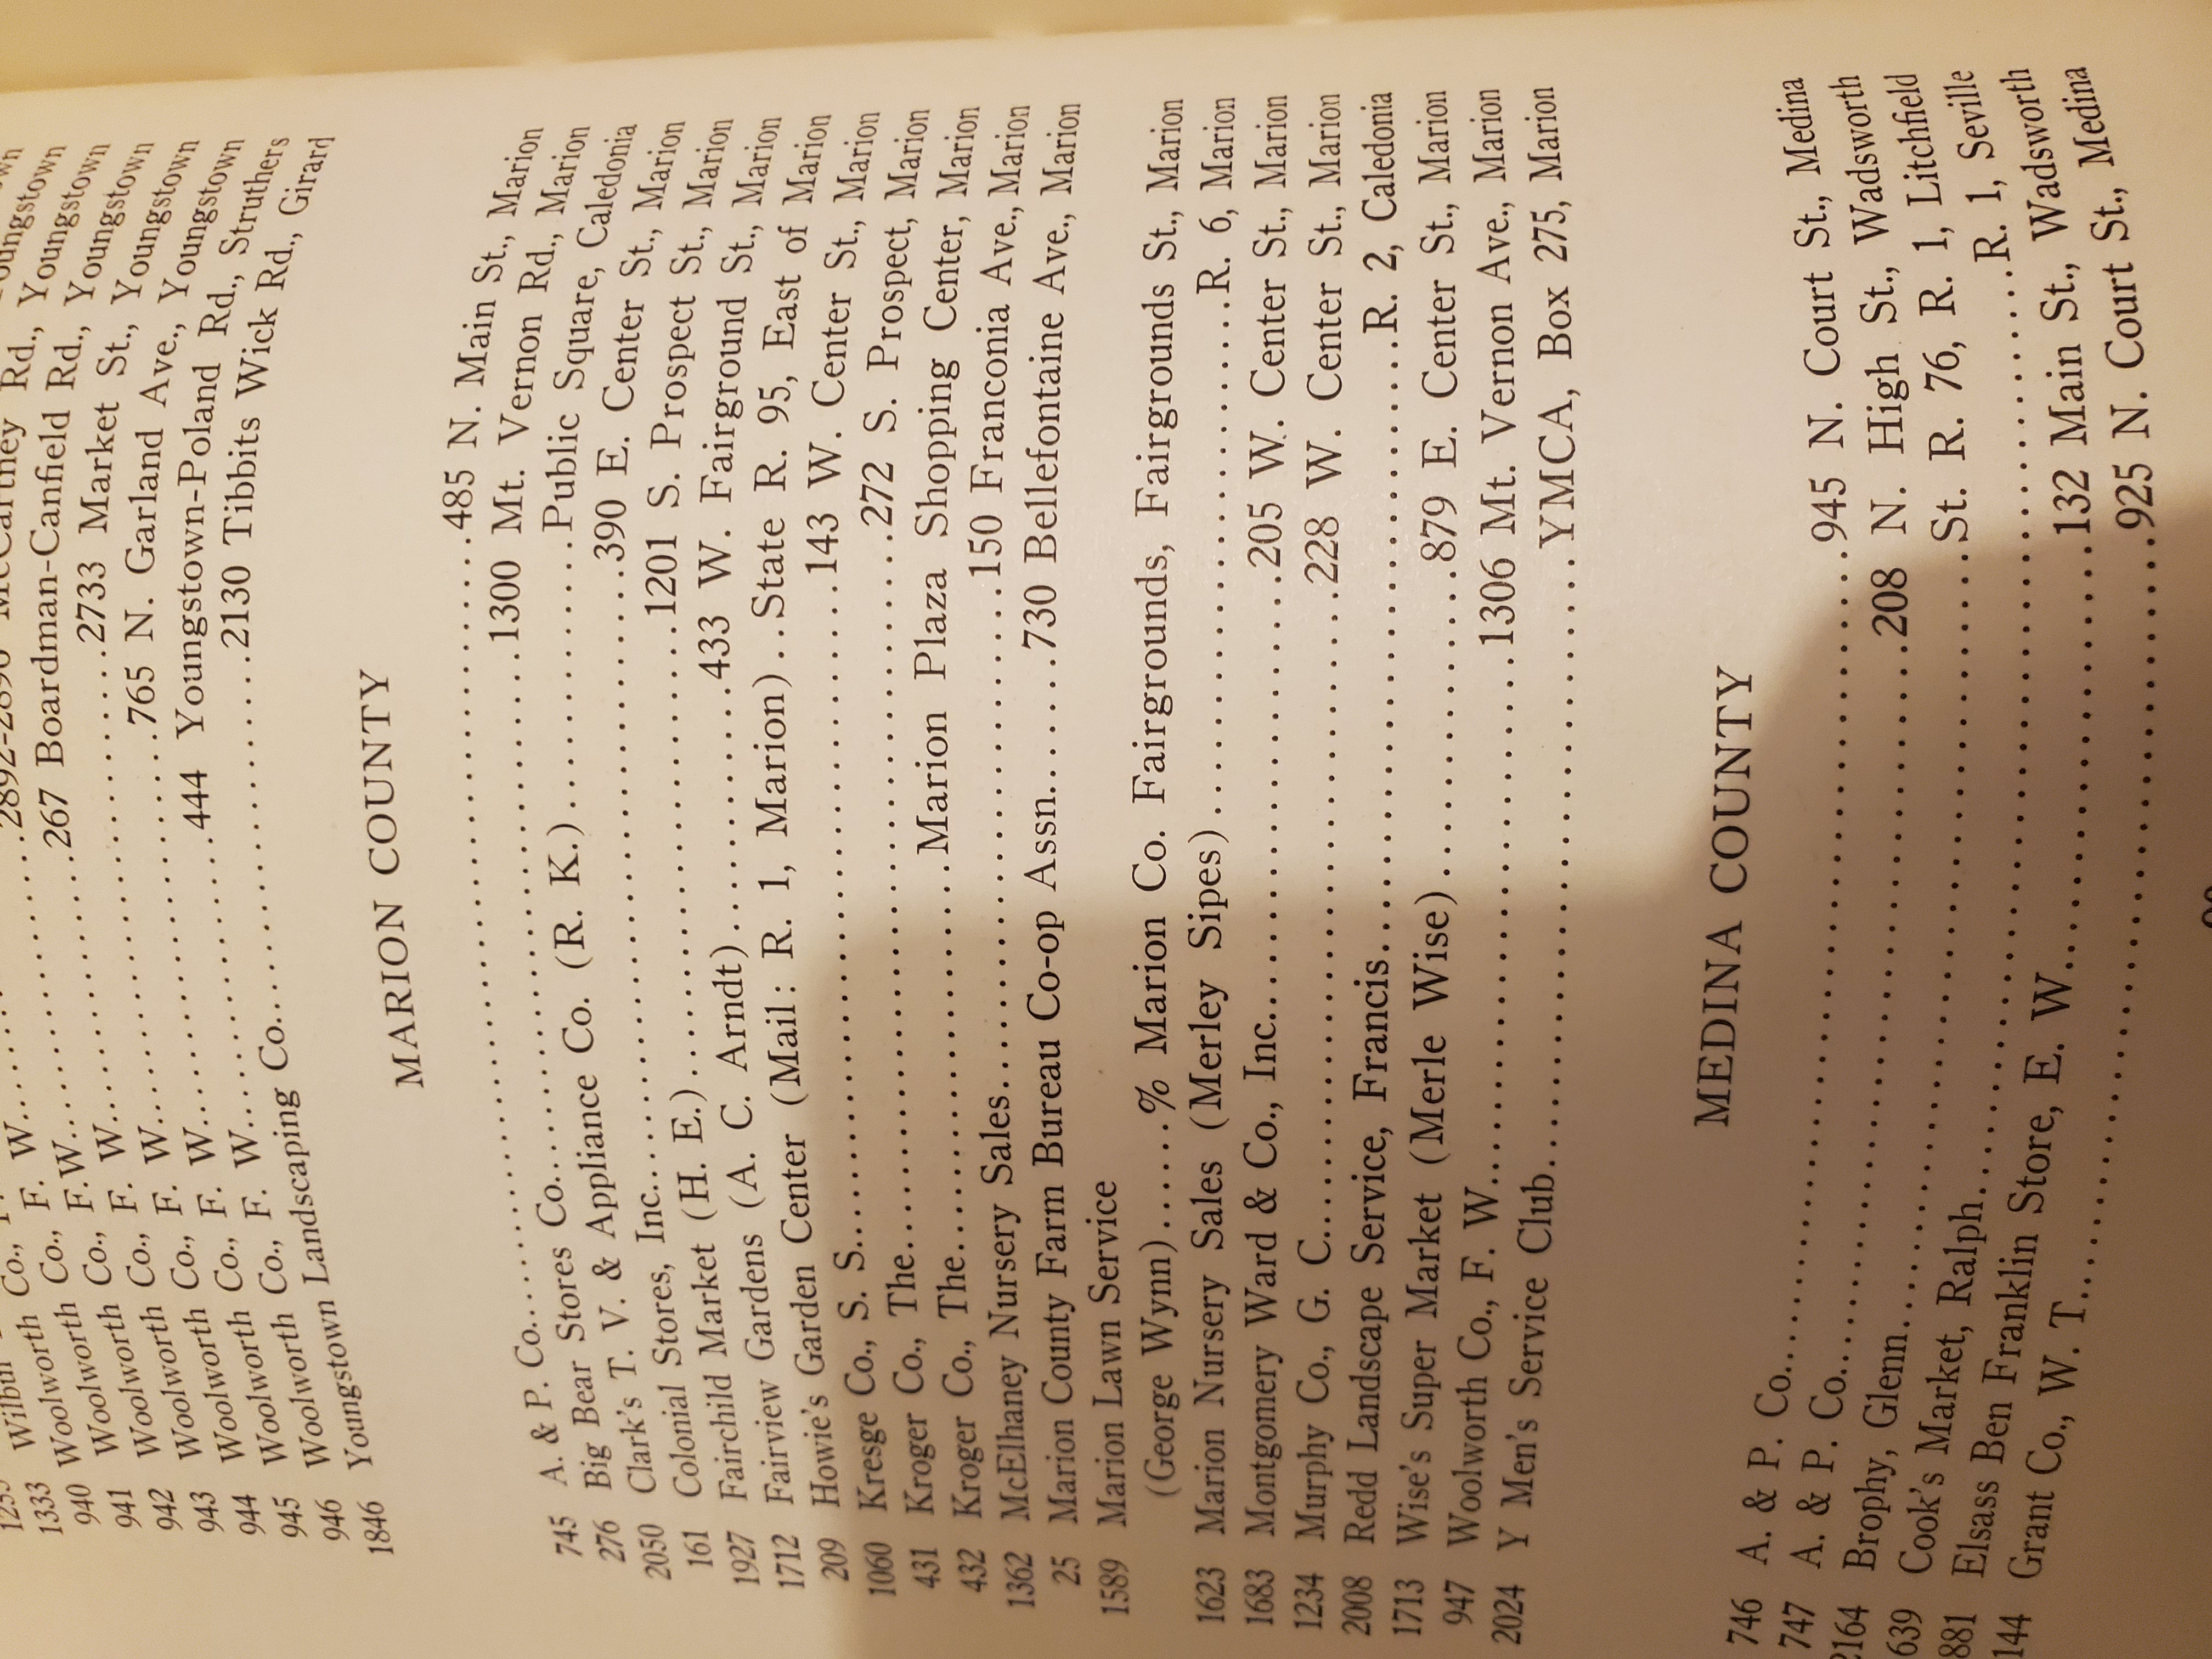 Wilbur
940 Woolworth Co., F. W.
941 Woolworth Co., F. W.
942 Woolworth Co., F. W. 2892-2896 McCartney Rd., Youngstown
943 Woolworth Co., F. W. 267 Boardman-Canfield Rd., Youngstown
944 Woolworth Co., F. W. 2733 Market St., Youngstown
945 Woolworth Co., F. W. 765 N. Garland Ave., Youngstown
946 Woolworth Co., F. W. 444 Youngstown-Poland Rd., Struthers
1846 Youngstown Landscaping Co. 2130 Tibbits Wick Rd., Girard
MARION COUNTY
745 A. & P. Co. 485 N. Main St., Marion
276 Big Bear Stores Co. 1300 Mt. Vernon Rd., Marion
2050 Clark's T. V. & Appliance Co. (R. K.) Public Square, Caledonia
161 Colonial Stores, Inc. 390 E. Center St., Marion
1927 Fairchild Market (H. E.) 1201 S. Prospect St., Marion
1712 Fairview Gardens (A. C. Arndt) 433 W. Fairground St., Marion
209 Howie's Garden Center (Mail: R. 1, Marion) State R. 95, East of Marion
1060 Kresge Co., S. S. 143 W. Center St., Marion
431 Kroger Co., The 272 S. Prospect, Marion
432 Kroger Co., The Marion Plaza Shopping Center, Marion
1362 McElhaney Nursery Sales 150 Franconia Ave., Marion
25 Marion County Farm Bureau Co-op Assn. 730 Bellefontaine Ave., Marion
1589 Marion Lawn Service
(George Wynn) % Marion Co. Fairgrounds, Fairgrounds St., Marion
1623 Marion Nursery Sales (Merley Sipes) R. 6, Marion
1683 Montgomery Ward & Co., Inc. 205 W. Center St., Marion
1234 Murphy Co., G. C. 228 W. Center St., Marion
2008 Redd Landscape Service, Francis R. 2, Caledonia
1713 Wise's Super Market (Merle Wise) 879 E. Center St., Marion
947 Woolworth Co., F. W. 1306 Mt. Vernon Ave., Marion
2024 Y Men's Service Club YMCA, Box 275, Marion
MEDINA COUNTY
746 A. & P. Co. 945 N. Court St., Medina
747 A. & P. Co. 208 N. High St., Wadsworth
2164 Brophy, Glenn St. R. 76, R. 1, Litchfield
639 Cook's Market, Ralph R. 1, Seville
881 Elsass Ben Franklin Store, E. W. 132 Main St., Wadsworth
144 Grant Co., W. T. 925 N. Court St., Medina